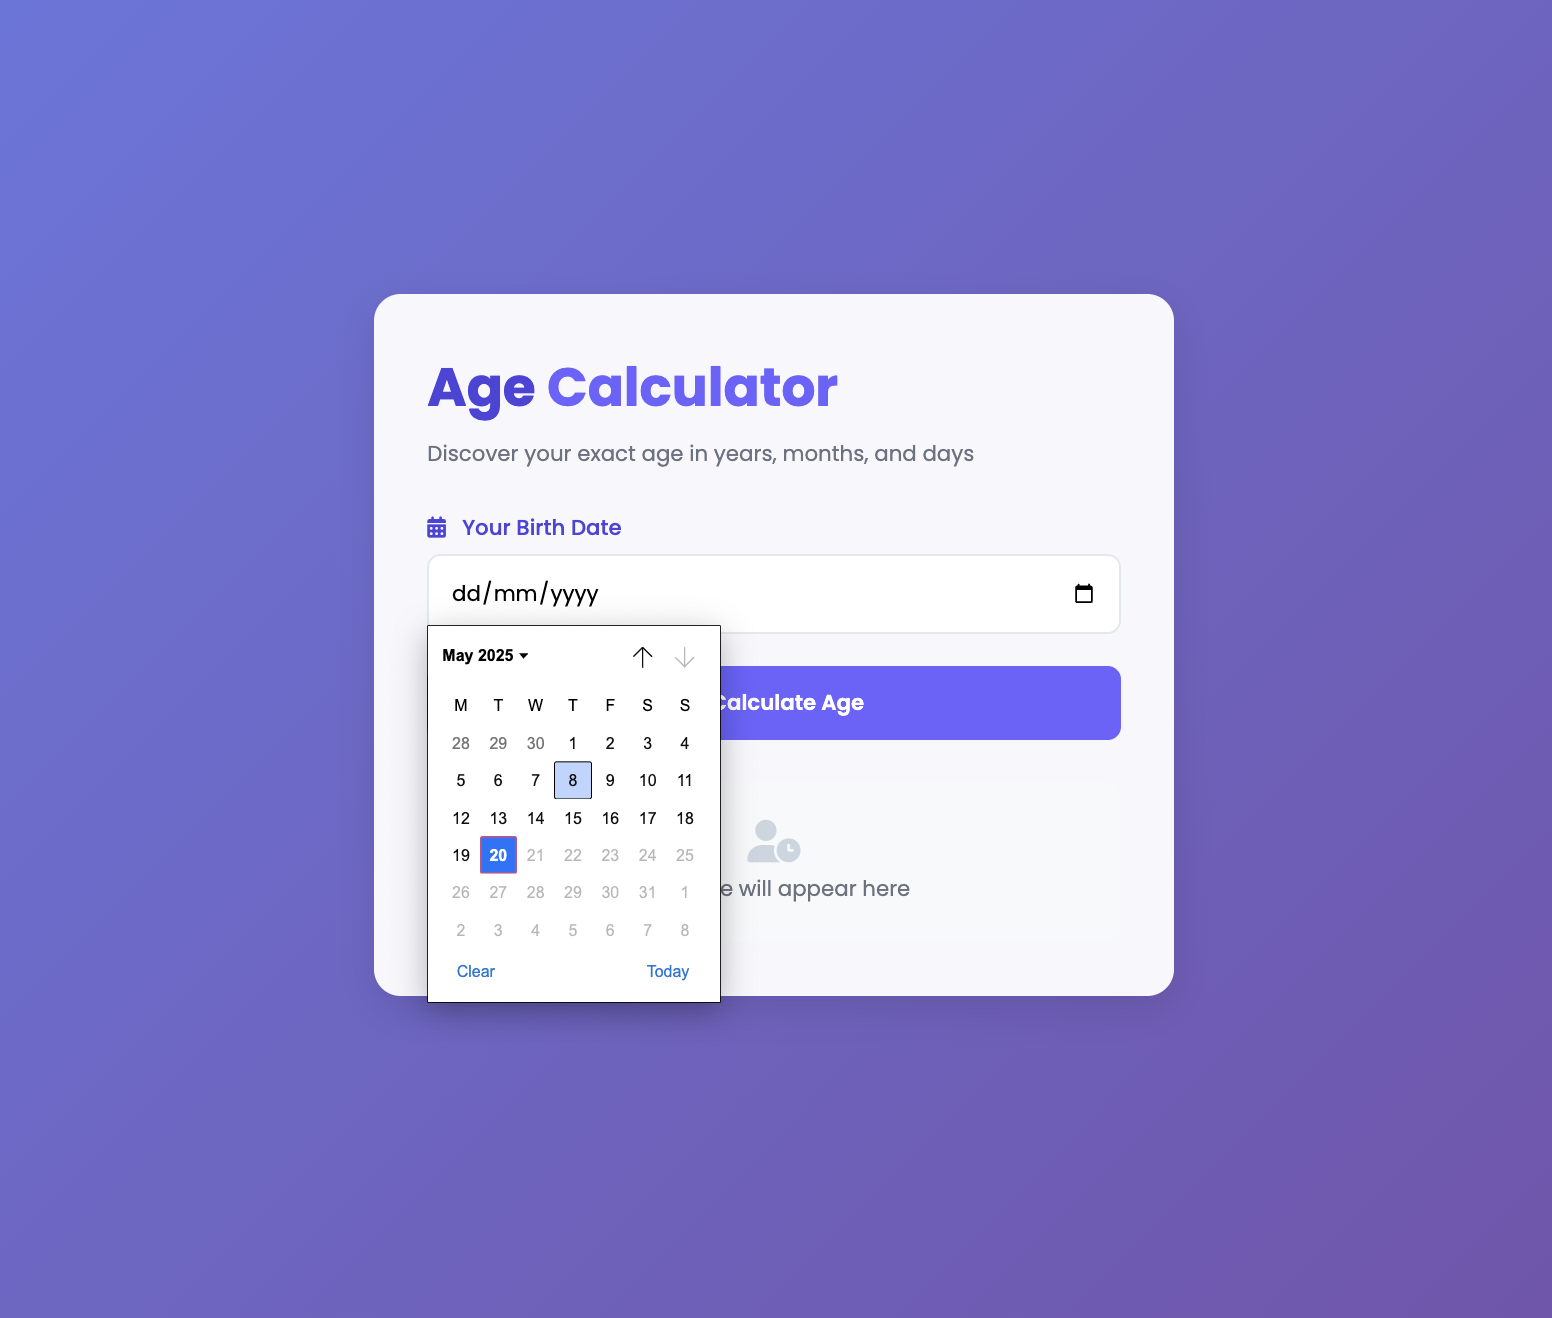 Age Calculator
Discover your exact age in years, months, and days
Your Birth Date
dd/mm/yyyy
May 2025
M T W T F S S
28 29 30 1 2 3 4
5 6 7 8 9 10 11
12 13 14 15 16 17 18
19 20 21 22 23 24 25
26 27 28 29 30 31 1
2 3 4 5 6 7 8
Clear Today
Calculate Age
will appear here